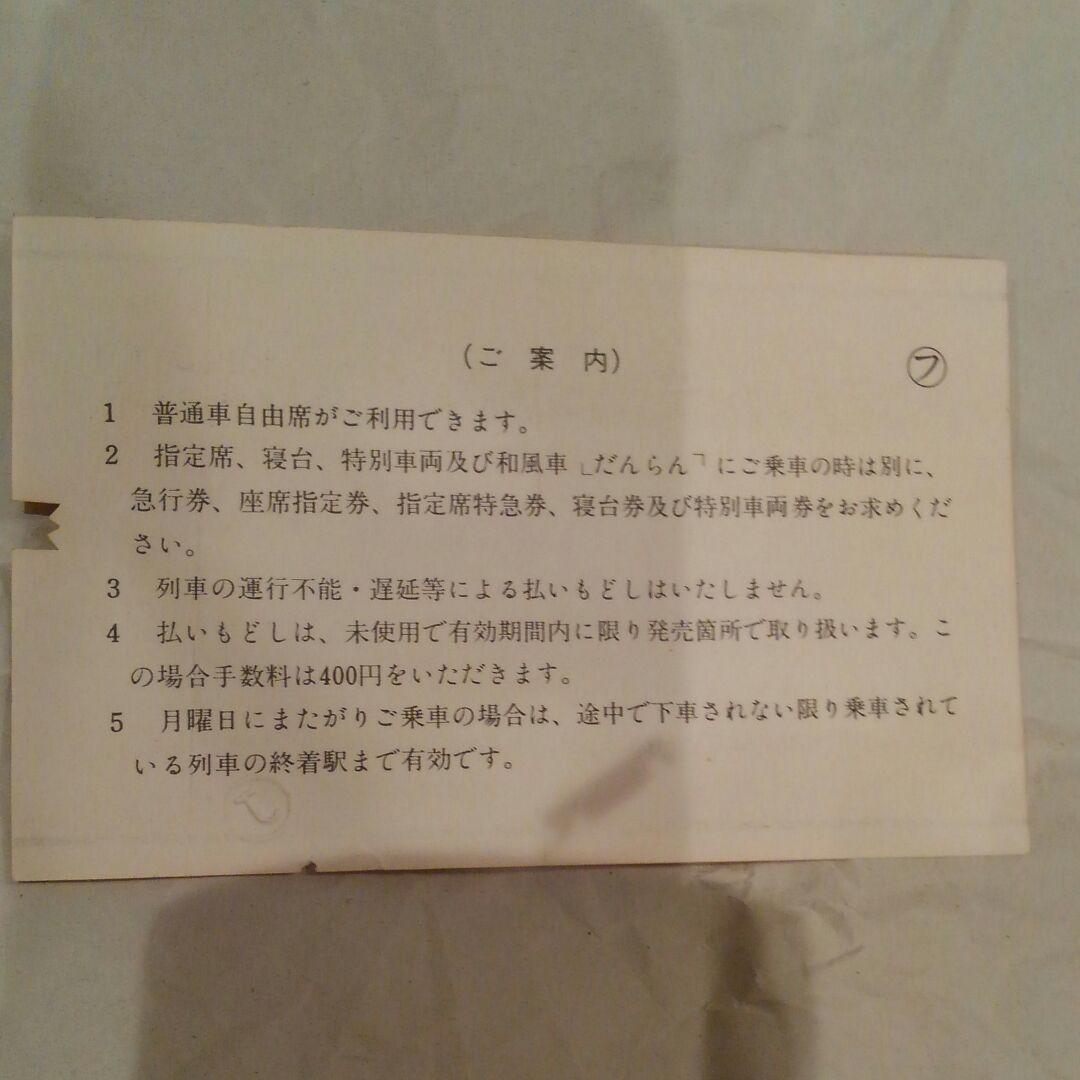 (ご案内)
㋫
1 普通車自由席がご利用できます。
2 指定席、寝台、特別車両及び和風車「だんらん」にご乗車の時は別に、
急行券、座席指定券、指定席特急券、寝台券及び特別車両券をお求めくだ
さい。
3 列車の運行不能・遅延等による払いもどしはいたしません。
4 払いもどしは、未使用で有効期間内に限り発売箇所で取り扱います。こ
の場合手数料は400円をいただきます。
5 月曜日にまたがりご乗車の場合は、途中で下車されない限り乗車されて
いる列車の終着駅まで有効です。